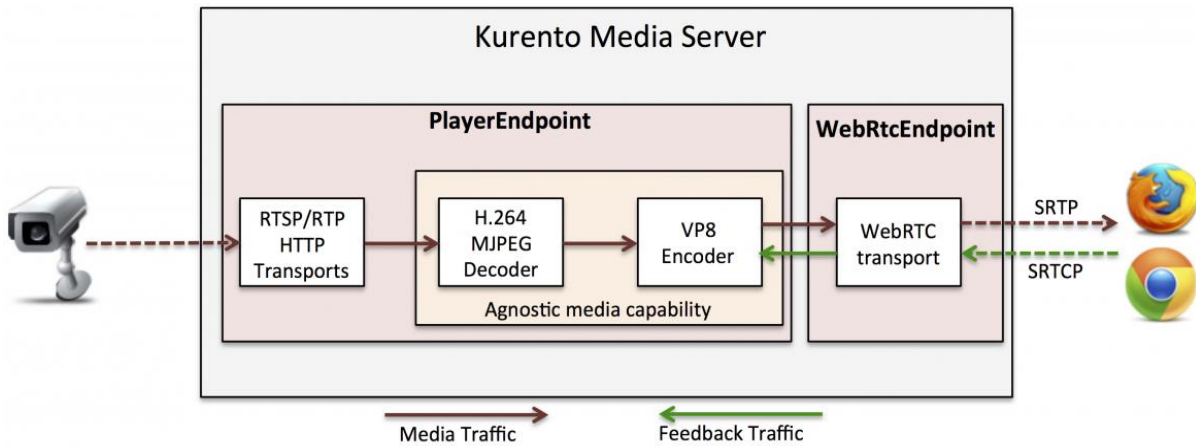 Kurento Media Server
PlayerEndpoint
WebRtcEndpoint
RTSP/RTP
HTTP
Transports
H.264
MJPEG
Decoder
VP8
Encoder
Agnostic media capability
WebRTC
transport
SRTP
SRTCP
Media Traffic
Feedback Traffic